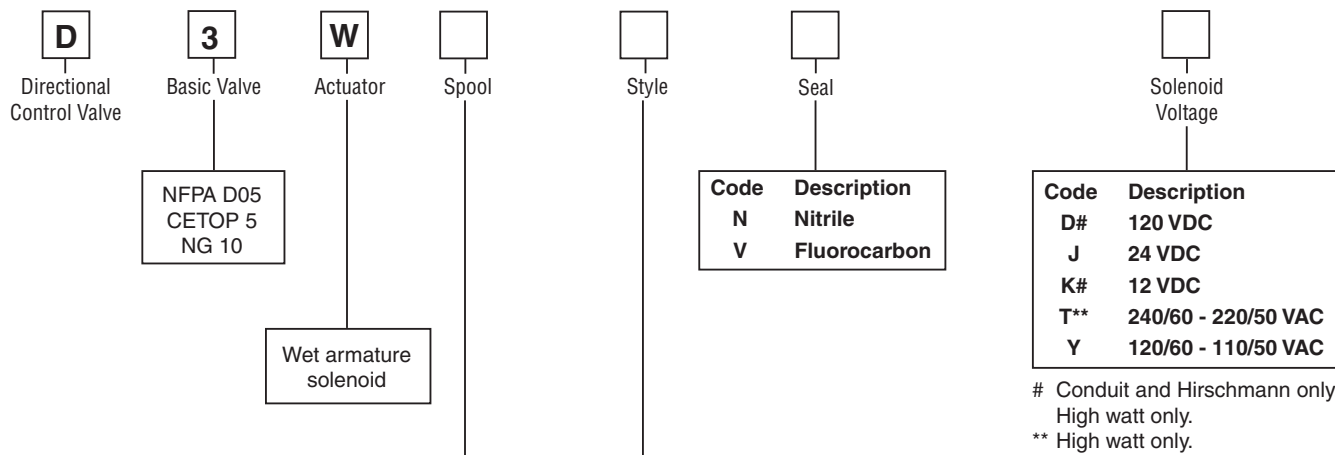 D 3 W
Directional
Control Valve
Basic Valve
Actuator
Spool
Style
Seal
Solenoid
Voltage
NFPA D05
CETOP 5
NG 10
Wet armature
solenoid
Code Description
N Nitrile
V Fluorocarbon
Code Description
D# 120 VDC
J 24 VDC
K# 12 VDC
T** 240/60 - 220/50 VAC
Y 120/60 - 110/50 VAC
# Conduit and Hirschmann only
High watt only.
** High watt only.